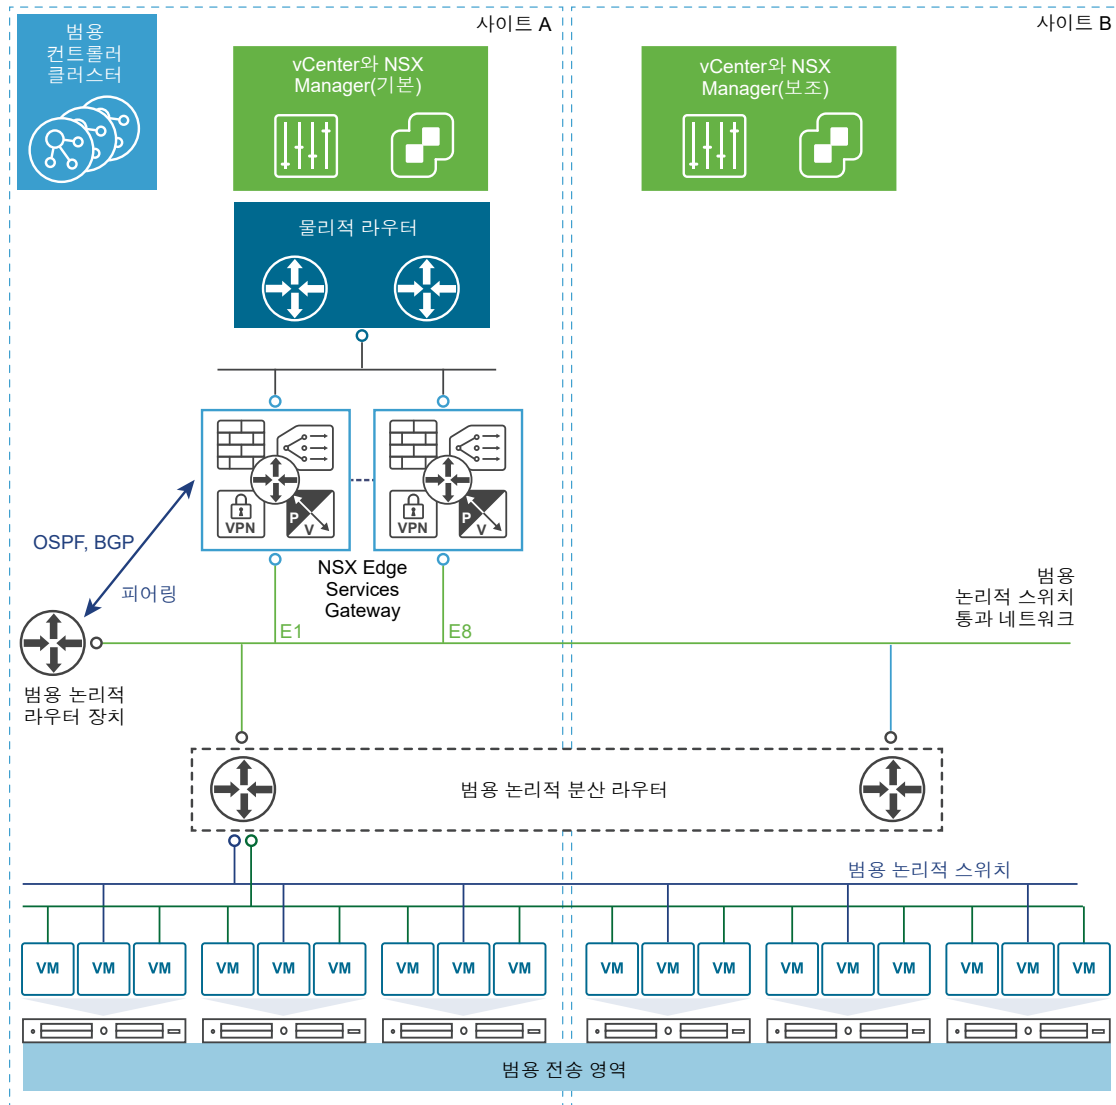 사이트 A
사이트 B
범용
컨트롤러
클러스터
vCenter와 NSX
Manager(기본)
vCenter와 NSX
Manager(보조)
물리적 라우터
VPN
P
V
VPN
P
V
OSPF, BGP
피어링
NSX Edge
Services
Gateway
E1
E8
범용
논리적 스위치
통과 네트워크
범용 논리적
라우터 장치
범용 논리적 분산 라우터
범용 논리적 스위치
VM VM VM VM VM VM VM VM VM VM VM VM VM VM VM VM VM VM
범용 전송 영역